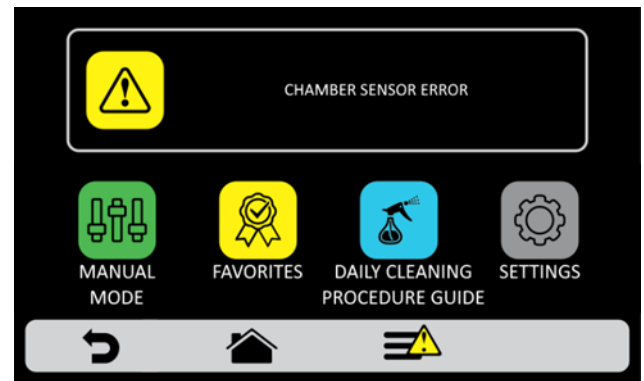 CHAMBER SENSOR ERROR
MANUAL FAVORITES DAILY CLEANING SETTINGS
MODE PROCEDURE GUIDE